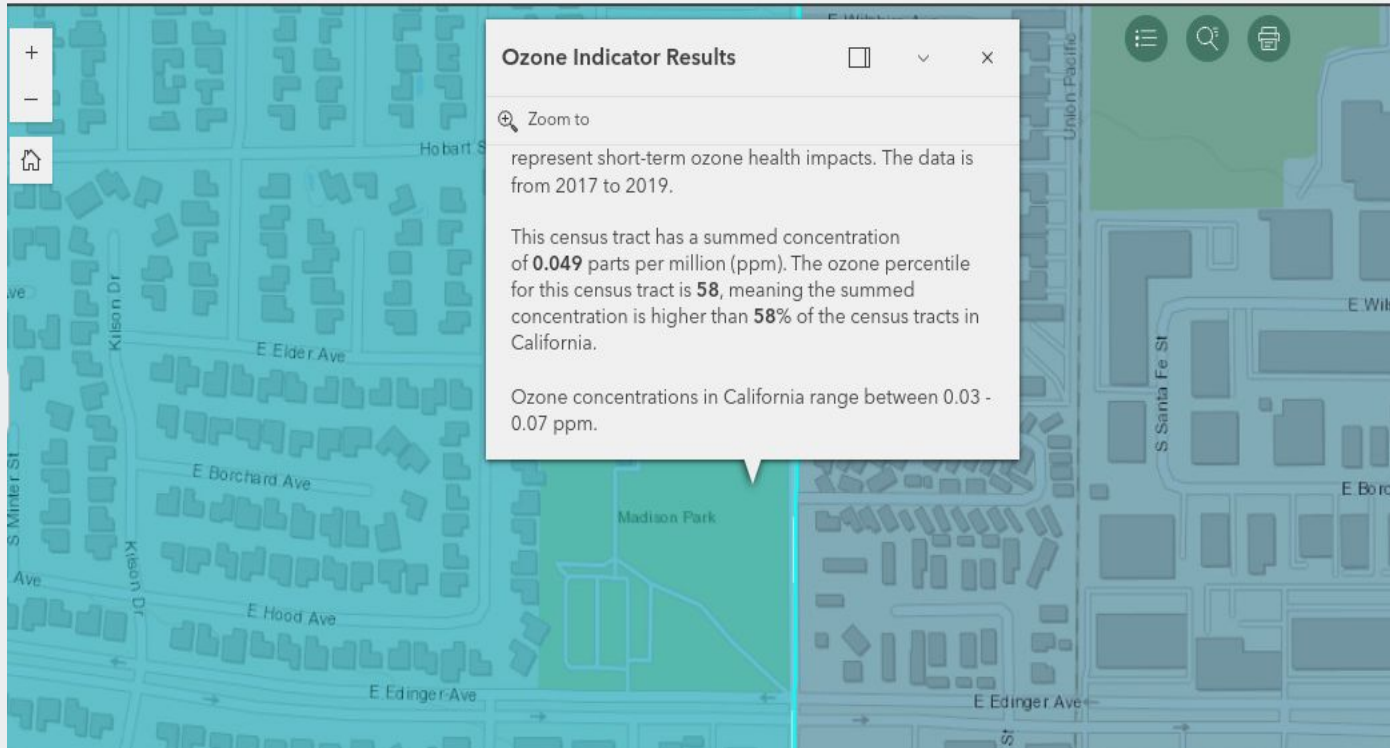 Ozone Indicator Results
Zoom to
represent short-term ozone health impacts. The data is
from 2017 to 2019.
This census tract has a summed concentration
of 0.049 parts per million (ppm). The ozone percentile
for this census tract is 58, meaning the summed
concentration is higher than 58% of the census tracts in
California.
Ozone concentrations in California range between 0.03 -
0.07 ppm.
Union Pacific
Hobart S
ve
Kilson Dr
E Elder Ave
E Wil
S Santa Fe St
E Borchard Ave
E Borc
S Minter St
Madison Park
Kilson Dr
Ave
E Hood Ave
E Edinger Ave
E Edinger Ave
St